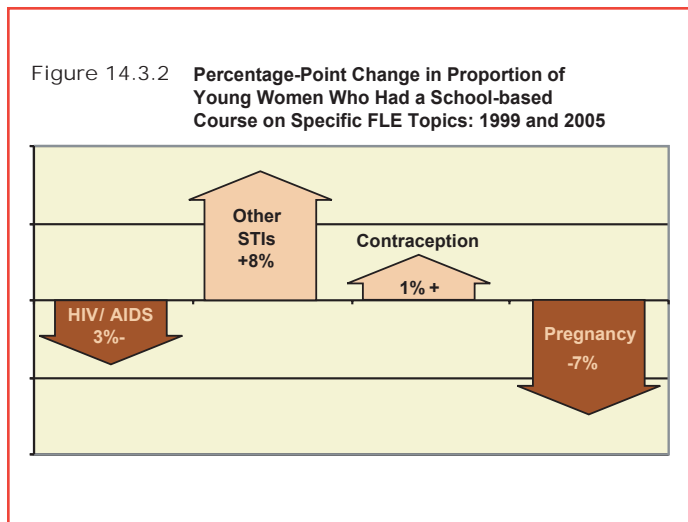 Figure 14.3.2
Percentage-Point Change in Proportion of
Young Women Who Had a School-based
Course on Specific FLE Topics: 1999 and 2005
Other
STIs
+8%
Contraception
1% +
HIV/ AIDS
3%-
Pregnancy
-7%